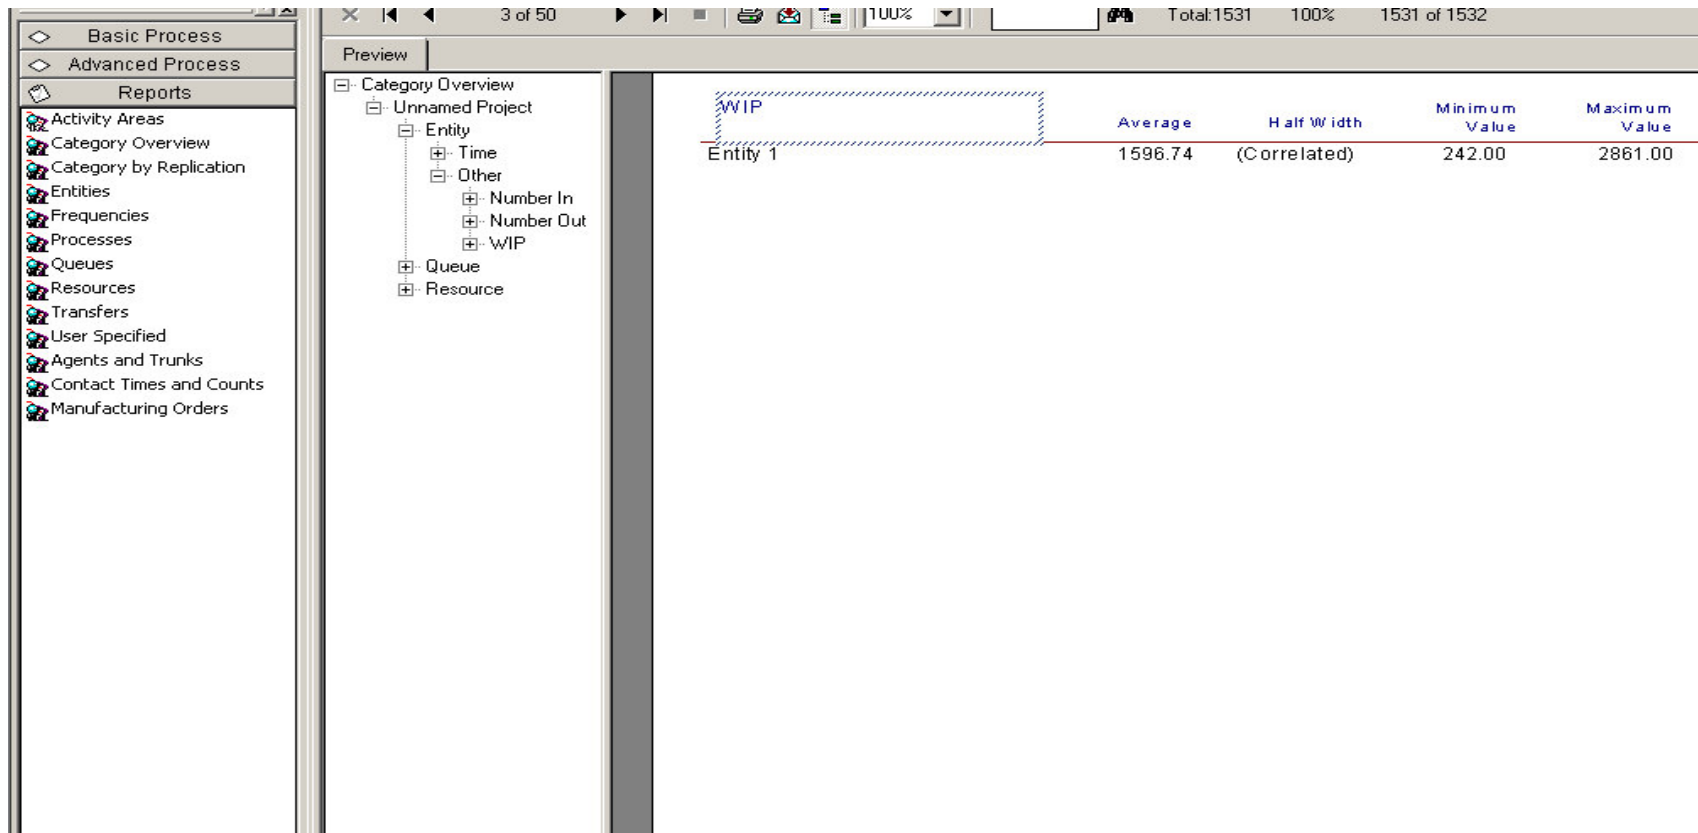 3 of 50
100%
Total:1531
100%
1531 of 1532
Basic Process
Advanced Process
Reports
Activity Areas
Category Overview
Category by Replication
Entities
Frequencies
Processes
Queues
Resources
Transfers
User Specified
Agents and Trunks
Contact Times and Counts
Manufacturing Orders
Preview
Category Overview
Unnamed Project
Entity
Time
Other
Number In
Number Out
WIP
Queue
Resource
WIP
Average
Half Width
Minimum
Value
Maximum
Value
Entity 1
1596.74
(Correlated)
242.00
2861.00